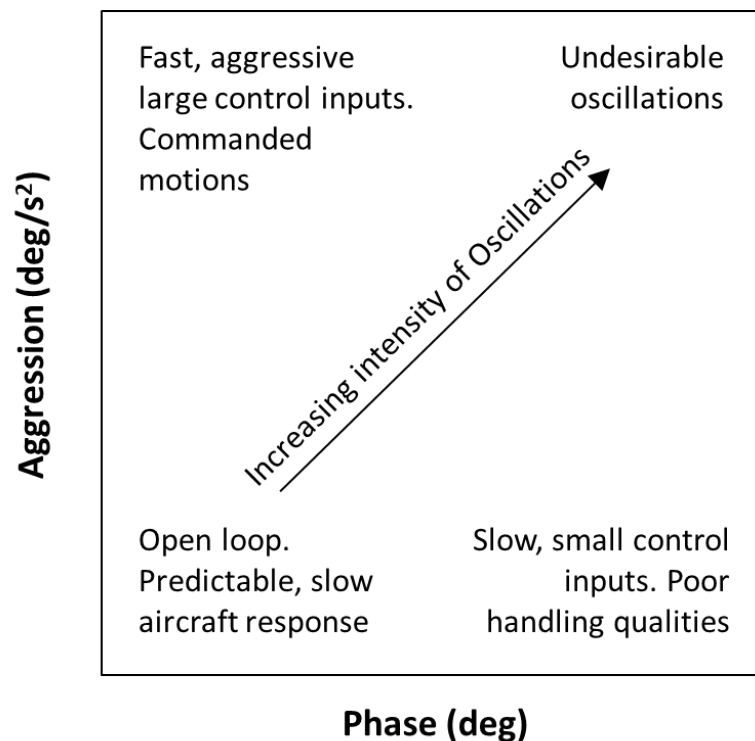 Fast, aggressive
large control inputs.
Commanded
motions
Undesirable
oscillations
Aggression (deg/s²)
Increasing intensity of Oscillations
Open loop.
Predictable, slow
aircraft response
Slow, small control
inputs. Poor
handling qualities
Phase (deg)